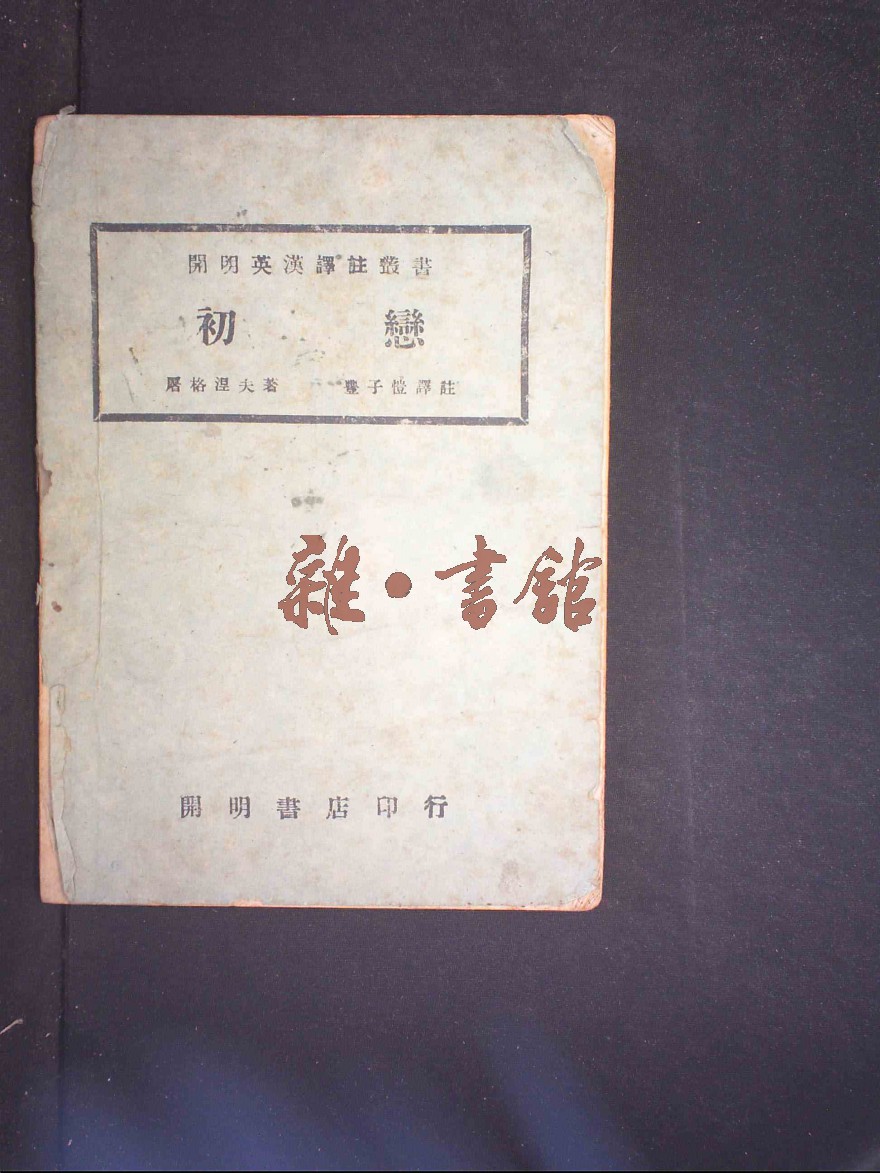 開明英漢譯註叢書
初戀
屠格涅夫著 豐子愷譯註
雜·書館
開明書店印行